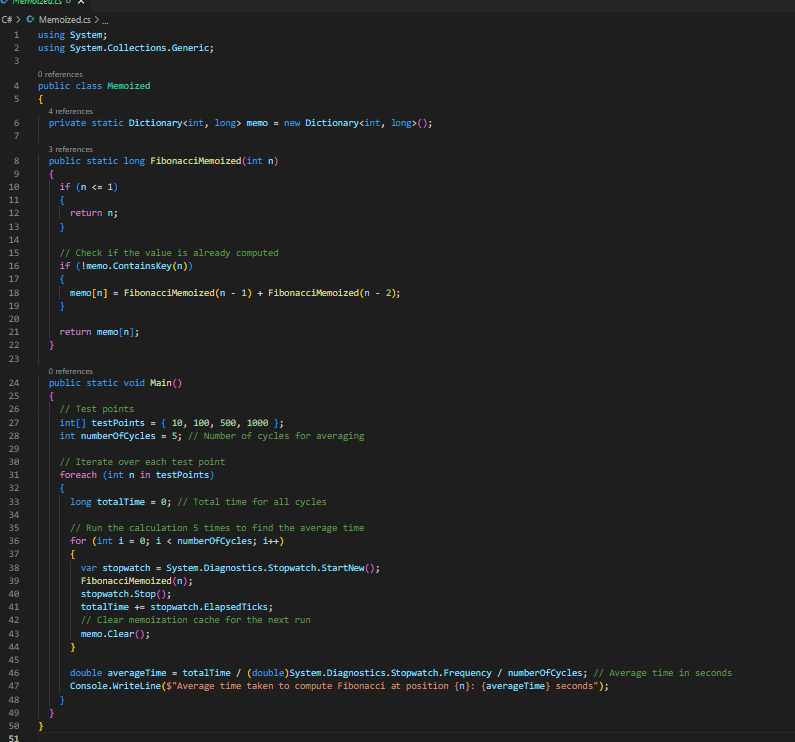 Memoized.cs
C# > Memoized.cs > ...
1 using System;
2 using System.Collections.Generic;
3
0 references
4 public class Memoized
5 {
4 references
6 private static Dictionary<int, long> memo = new Dictionary<int, long>();
7
3 references
8 public static long FibonacciMemoized(int n)
9 {
10 if (n <= 1)
11 {
12 return n;
13 }
14
15 // Check if the value is already computed
16 if (!memo.ContainsKey(n))
17 {
18 memo[n] = FibonacciMemoized(n - 1) + FibonacciMemoized(n - 2);
19 }
20
21 return memo[n];
22 }
23
0 references
24 public static void Main()
25 {
26 // Test points
27 int[] testPoints = { 10, 100, 500, 1000 };
28 int numberOfCycles = 5; // Number of cycles for averaging
29
30 // Iterate over each test point
31 foreach (int n in testPoints)
32 {
33 long totalTime = 0; // Total time for all cycles
34
35 // Run the calculation 5 times to find the average time
36 for (int i = 0; i < numberOfCycles; i++)
37 {
38 var stopwatch = System.Diagnostics.Stopwatch.StartNew();
39 FibonacciMemoized(n);
40 stopwatch.Stop();
41 totalTime += stopwatch.ElapsedTicks;
42 // Clear memoization cache for the next run
43 memo.Clear();
44 }
45
46 double averageTime = totalTime / (double)System.Diagnostics.Stopwatch.Frequency / numberOfCycles; // Average time in seconds
47 Console.WriteLine($"Average time taken to compute Fibonacci at position {n}: {averageTime} seconds");
48 }
49 }
50 }
51